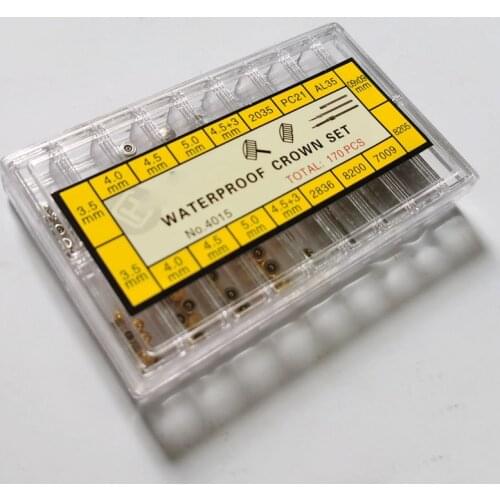 3.5 mm
4.0 mm
4.5 mm
5.0 mm
4.5+3 mm
2035
PC21
AL35
WATERPROOF CROWN SET
No.4015
TOTAL: 170 PCS
3.5 mm
4.0 mm
4.5 mm
5.0 mm
4.5+3 mm
2836
8200
7009
8205